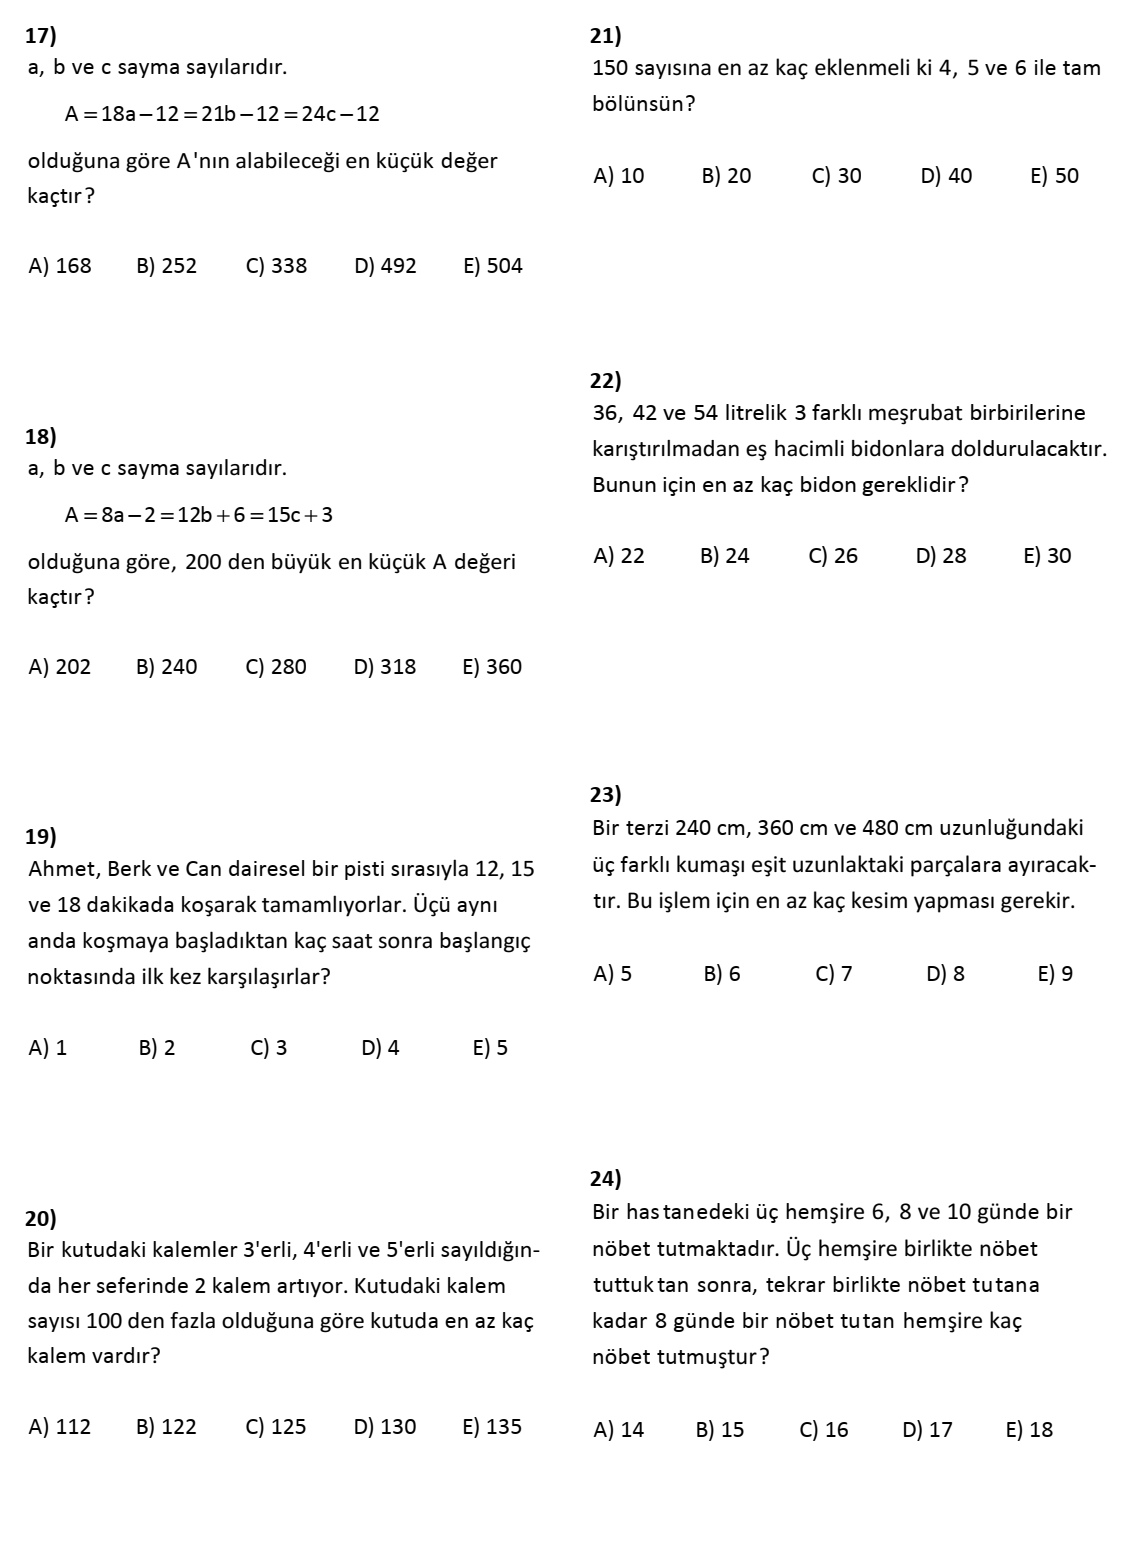 17)
a, b ve c sayma sayılarıdır.
A = 18a − 12 = 21b − 12 = 24c − 12
olduğuna göre A'nın alabileceği en küçük değer
kaçtır?
A) 168 B) 252 C) 338 D) 492 E) 504
18)
a, b ve c sayma sayılarıdır.
A = 8a − 2 = 12b + 6 = 15c + 3
olduğuna göre, 200 den büyük en küçük A değeri
kaçtır?
A) 202 B) 240 C) 280 D) 318 E) 360
19)
Ahmet, Berk ve Can dairesel bir pisti sırasıyla 12, 15
ve 18 dakikada koşarak tamamlıyorlar. Üçü aynı
anda koşmaya başladıktan kaç saat sonra başlangıç
noktasında ilk kez karşılaşırlar?
A) 1 B) 2 C) 3 D) 4 E) 5
20)
Bir kutudaki kalemler 3'erli, 4'erli ve 5'erli sayıldığın-
da her seferinde 2 kalem artıyor. Kutudaki kalem
sayısı 100 den fazla olduğuna göre kutuda en az kaç
kalem vardır?
A) 112 B) 122 C) 125 D) 130 E) 135
21)
150 sayısına en az kaç eklenmeli ki 4, 5 ve 6 ile tam
bölünsün?
A) 10 B) 20 C) 30 D) 40 E) 50
22)
36, 42 ve 54 litrelik 3 farklı meşrubat birbirilerine
karıştırılmadan eş hacimli bidonlara doldurulacaktır.
Bunun için en az kaç bidon gereklidir?
A) 22 B) 24 C) 26 D) 28 E) 30
23)
Bir terzi 240 cm, 360 cm ve 480 cm uzunluğundaki
üç farklı kumaşı eşit uzunlaktaki parçalara ayıracak-
tır. Bu işlem için en az kaç kesim yapması gerekir.
A) 5 B) 6 C) 7 D) 8 E) 9
24)
Bir hastanedeki üç hemşire 6, 8 ve 10 günde bir
nöbet tutmaktadır. Üç hemşire birlikte nöbet
tuttuktan sonra, tekrar birlikte nöbet tutana
kadar 8 günde bir nöbet tutan hemşire kaç
nöbet tutmuştur?
A) 14 B) 15 C) 16 D) 17 E) 18